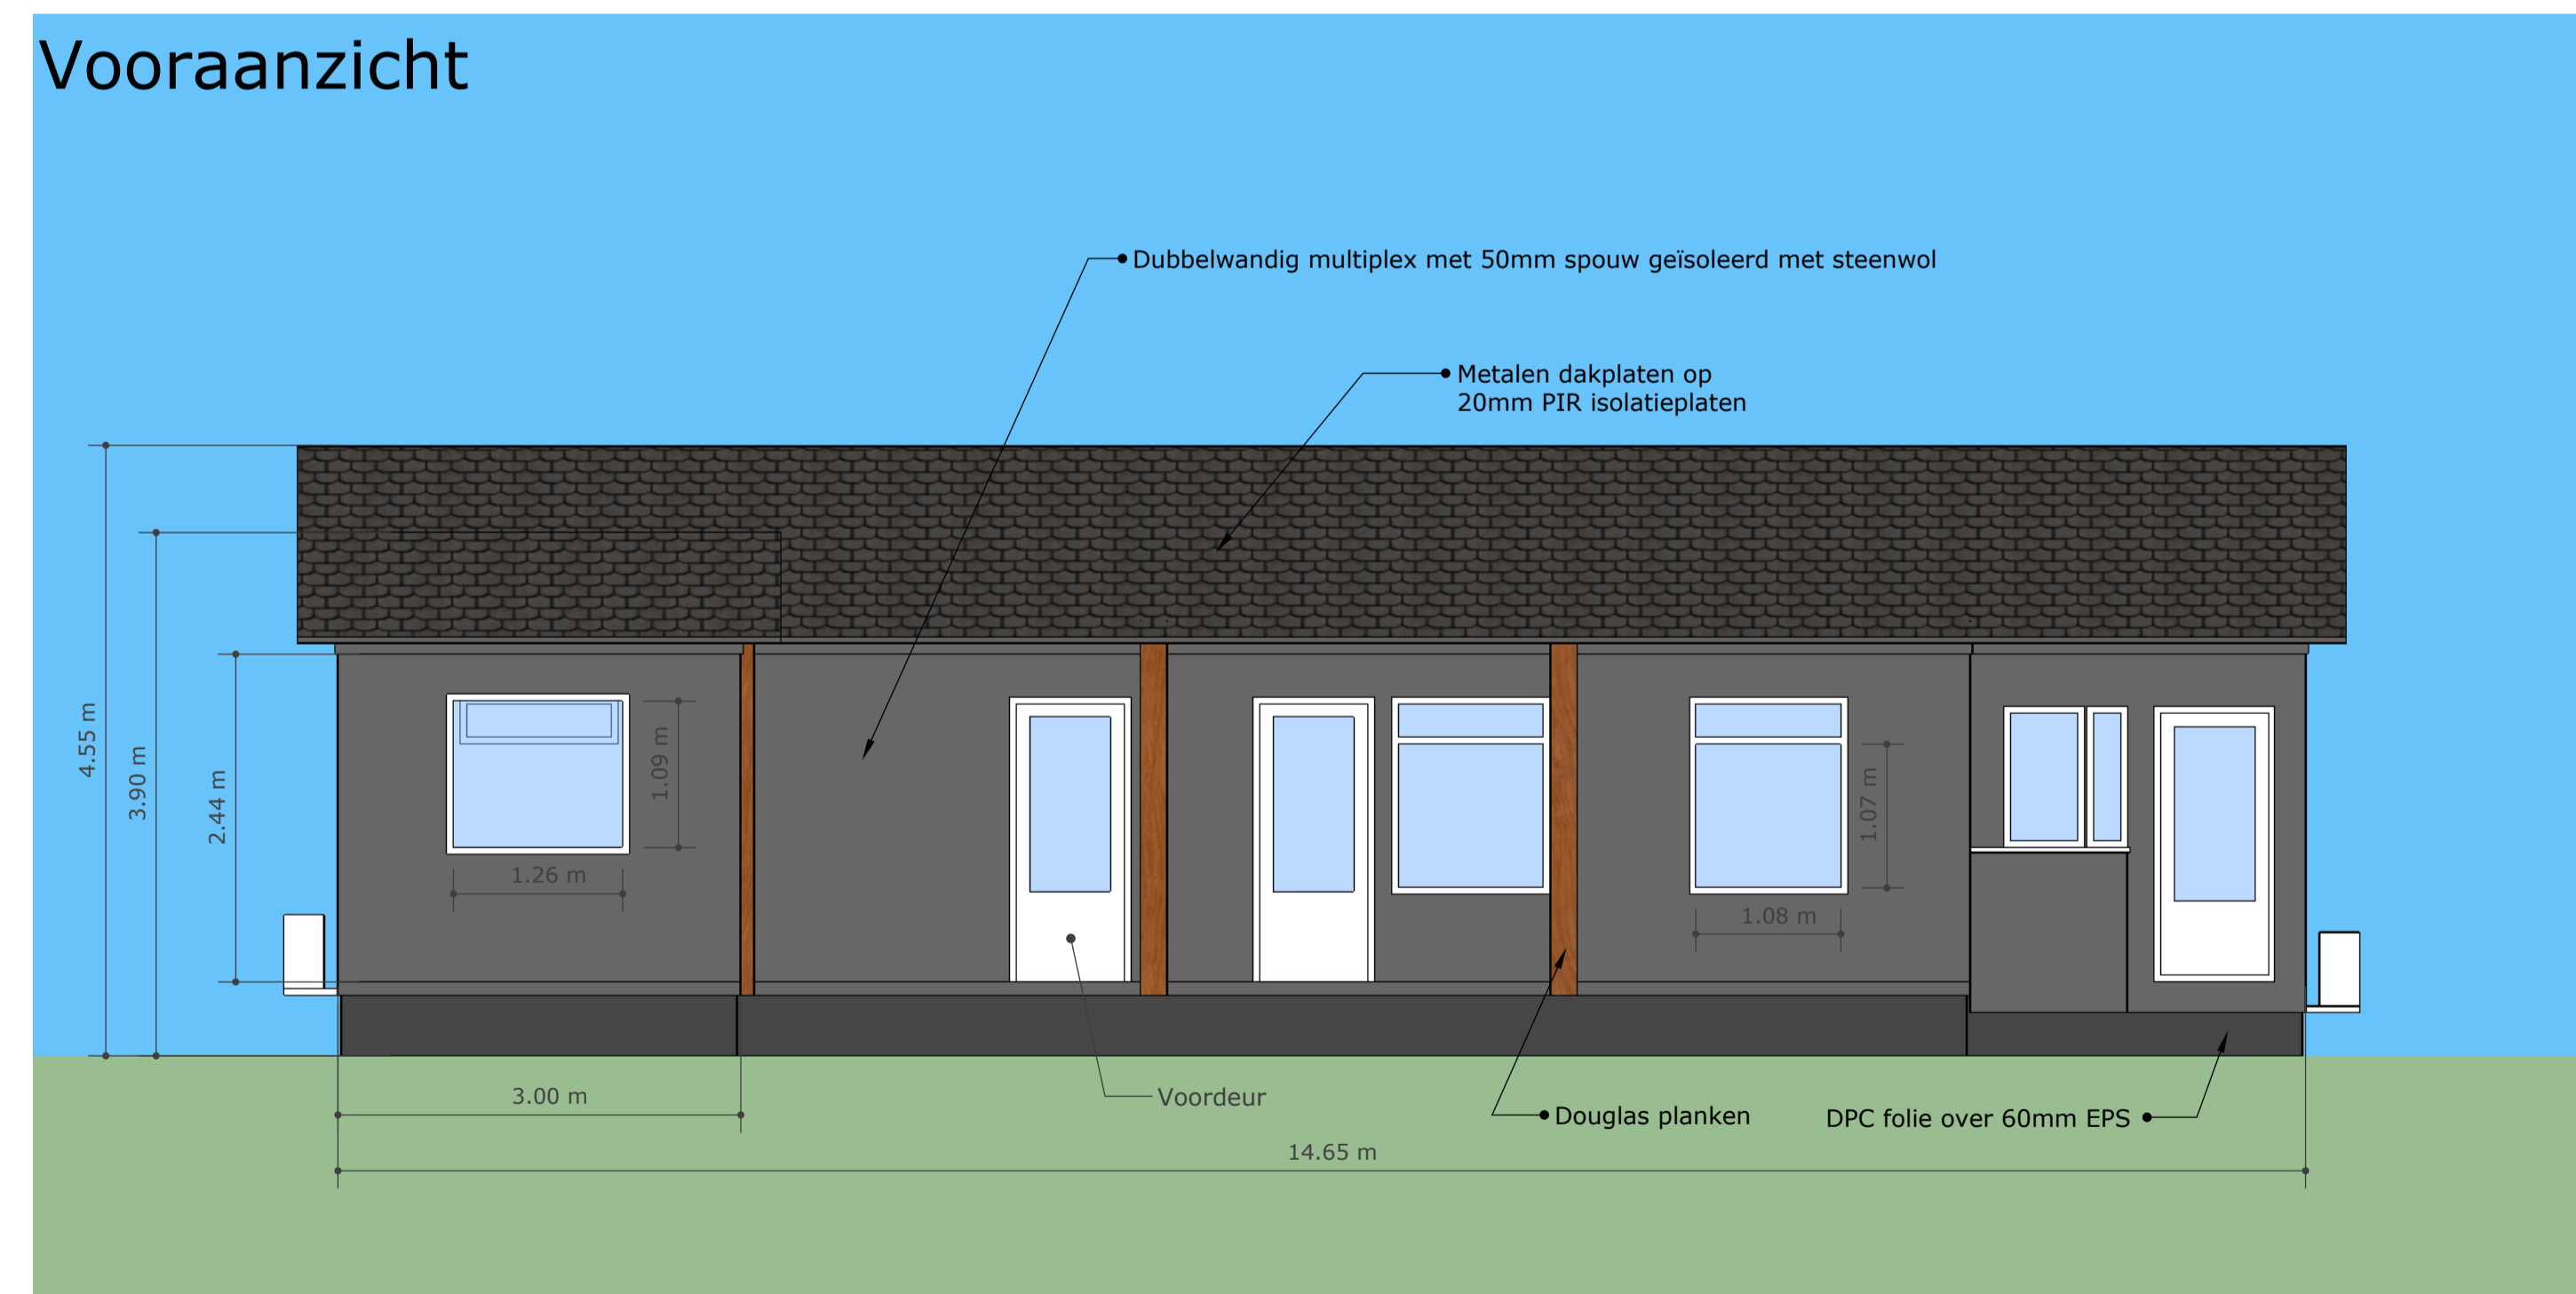 Vooraanzicht
Dubbelwandig multiplex met 50mm spouw geïsoleerd met steenwol
Metalen dakplaten op
20mm PIR isolatieplaten
4.55 m
3.90 m
2.44 m
1.09 m
1.26 m
1.07 m
1.08 m
3.00 m
Voordeur
Douglas planken
DPC folie over 60mm EPS
14.65 m